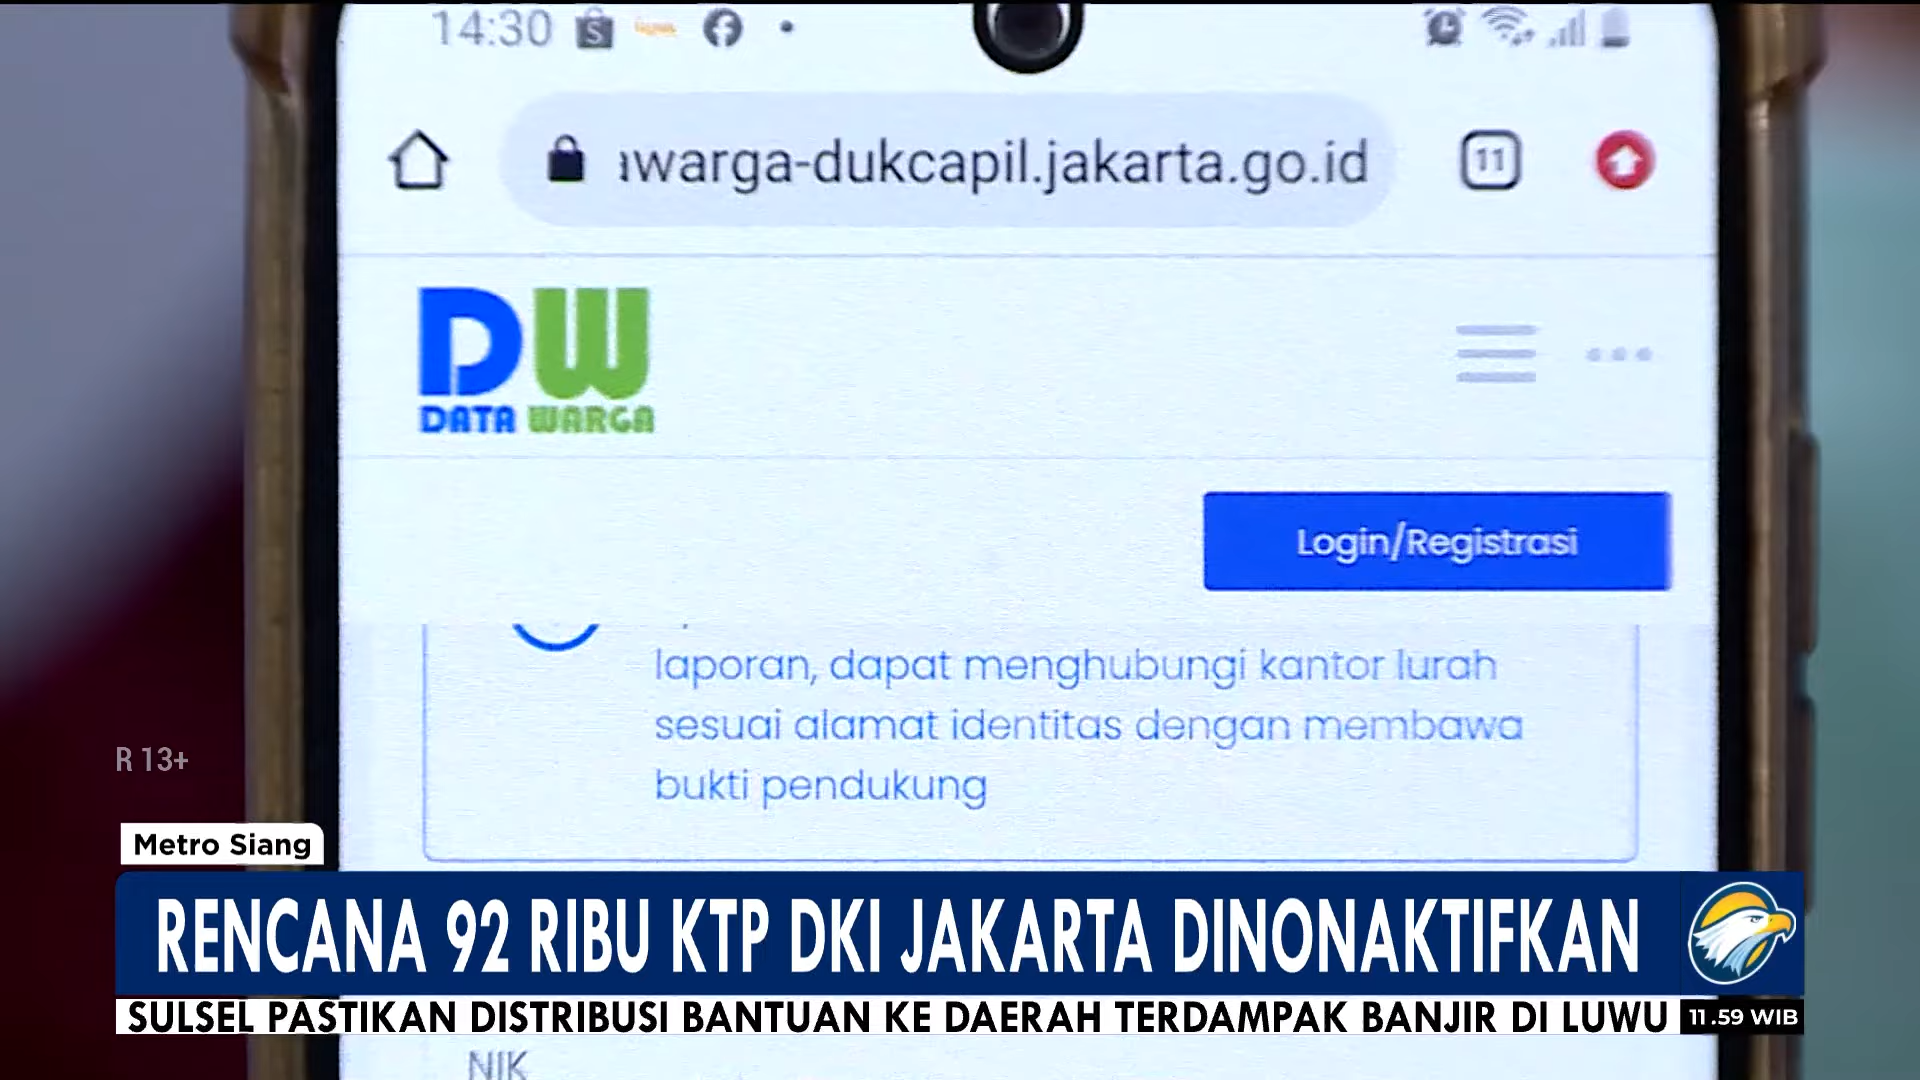 14:30
warga-dukcapil.jakarta.go.id
11
DW
DATA WARGA
Login/Registrasi
laporan, dapat menghubungi kantor lurah
sesuai alamat identitas dengan membawa
bukti pendukung
R 13+
Metro Siang
RENCANA 92 RIBU KTP DKI JAKARTA DINONAKTIFKAN
SULSEL PASTIKAN DISTRIBUSI BANTUAN KE DAERAH TERDAMPAK BANJIR DI LUWU
11.59 WIB
NIK